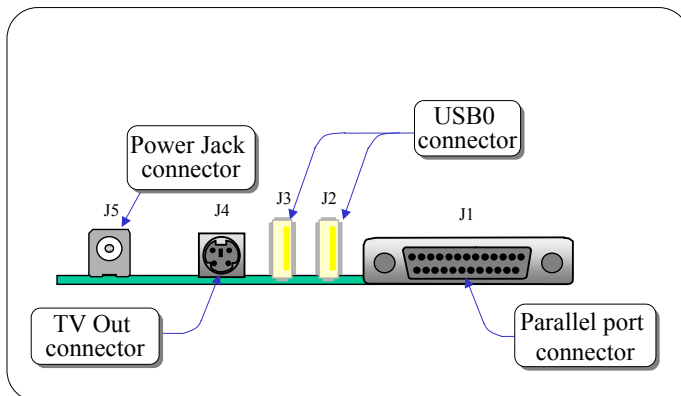 USB0
connector
Power Jack
connector
J5
J4
J3
J2
J1
TV Out
connector
Parallel port
connector